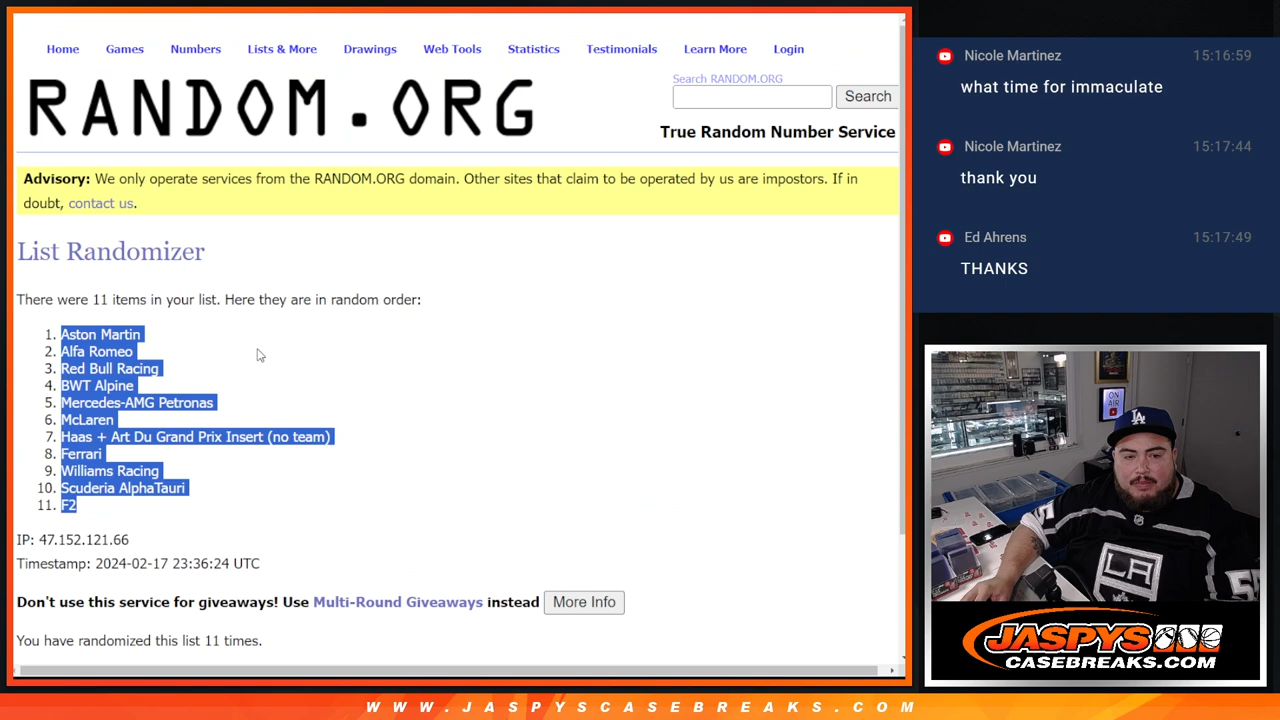 Home Games Numbers Lists & More Drawings Web Tools Statistics Testimonials Learn More Login
RANDOM.ORG
Search RANDOM.ORG
Search
True Random Number Service
Advisory: We only operate services from the RANDOM.ORG domain. Other sites that claim to be operated by us are impostors. If in
doubt, contact us.
List Randomizer
There were 11 items in your list. Here they are in random order:
1. Aston Martin
2. Alfa Romeo
3. Red Bull Racing
4. BWT Alpine
5. Mercedes-AMG Petronas
6. McLaren
7. Haas + Art Du Grand Prix Insert (no team)
8. Ferrari
9. Williams Racing
10. Scuderia AlphaTauri
11. F2
IP: 47.152.121.66
Timestamp: 2024-02-17 23:36:24 UTC
Don't use this service for giveaways! Use Multi-Round Giveaways instead More Info
You have randomized this list 11 times.
Nicole Martinez 15:16:59
what time for immaculate
Nicole Martinez 15:17:44
thank you
Ed Ahrens 15:17:49
THANKS
ON AIR
LA
LA
JASPYS
CASEBREAKS.COM
WWW.JASPYSCASEBREAKS.COM